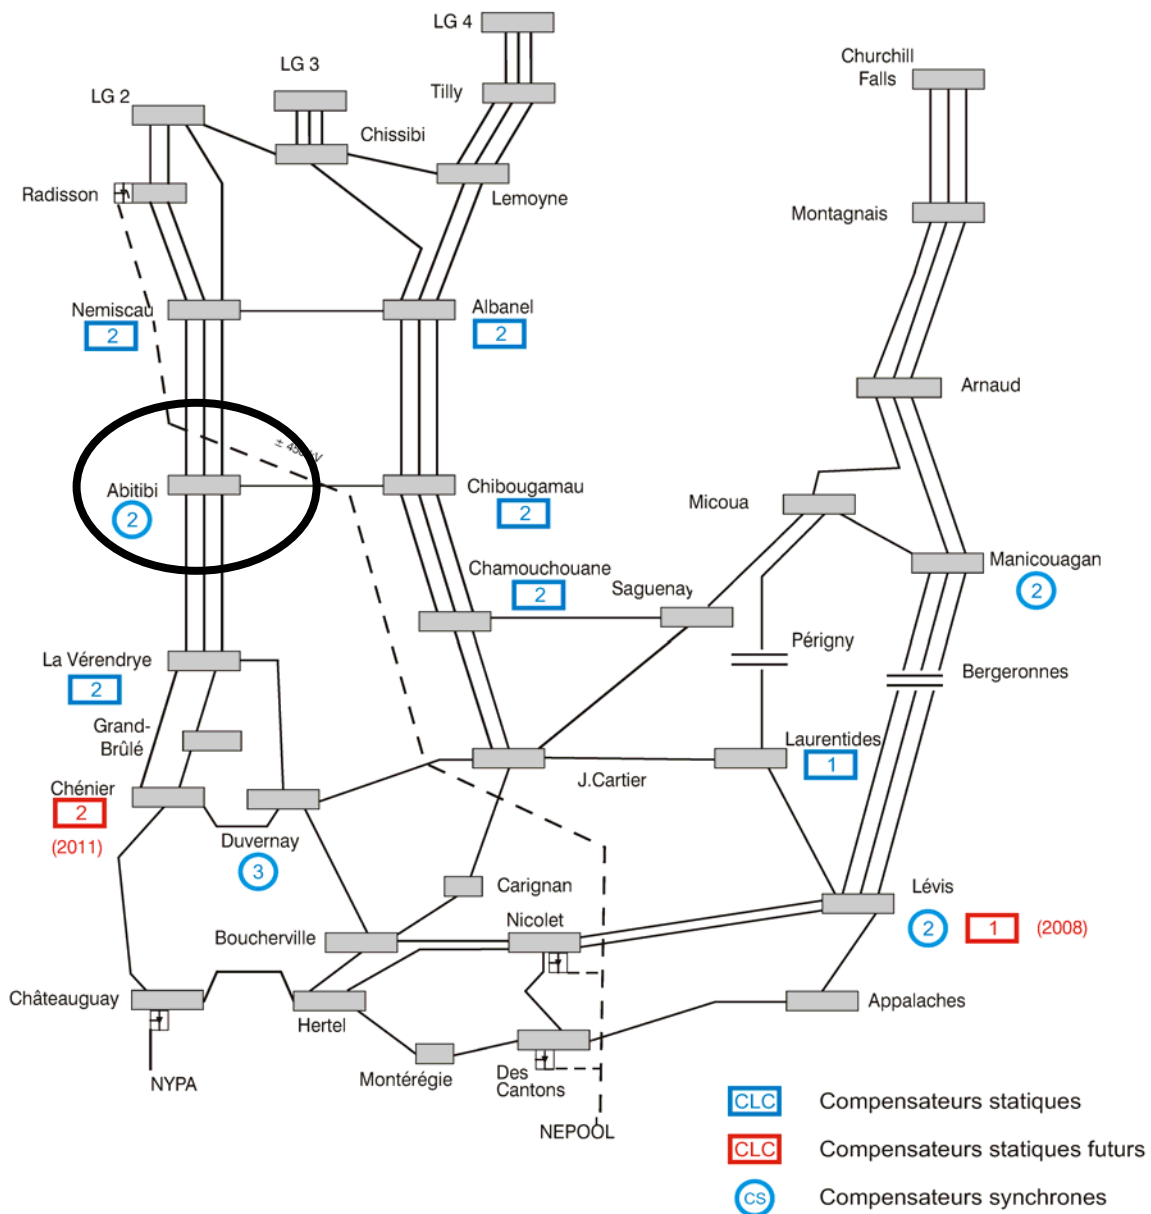 LG 4
Churchill
Falls
LG 3
Tilly
LG 2
Chissibi
Radisson
Lemoyne
Montagnais
Nemiscau
2
Albanel
2
Arnaud
± 450 kV
Abitibi
2
Chibougamau
2
Micoua
Manicouagan
2
Chamouchouane
2
Saguenay
Périgny
La Vérendrye
2
Bergeronnes
Grand-
Brûlé
Laurentides
1
J.Cartier
Chénier
2
(2011)
Duvernay
3
Carignan
Lévis
2
1
(2008)
Nicolet
Boucherville
Châteauguay
Hertel
Appalaches
Montérégie
Des
Cantons
NYPA
NEPOOL
CLC Compensateurs statiques
CLC Compensateurs statiques futurs
CS Compensateurs synchrones